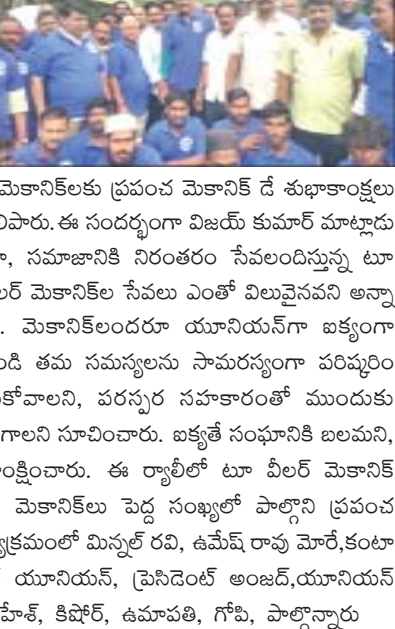 మెకానిక్‌లకు ప్రపంచ మెకానిక్ డే శుభాకాంక్షలు
లిపారు.ఈ సందర్భంగా విజయ్ కుమార్ మాట్లాడు
, సమాజానికి నిరంతరం సేవలందిస్తున్న టూ
లర్ మెకానిక్‌ల సేవలు ఎంతో విలువైనవని అన్నా
. మెకానిక్‌లందరూ యూనియన్‌గా ఐక్యంగా
ండి తమ సమస్యలను సామరస్యంగా పరిష్కరిం
కోవాలని, పరస్పర సహకారంతో ముందుకు
గాలని సూచించారు. ఐక్యతే సంఘానికి బలమని,
ంక్షించారు. ఈ ర్యాలీలో టూ వీలర్ మెకానిక్
మెకానిక్‌లు పెద్ద సంఖ్యలో పాల్గొని ప్రపంచ
క్రమంలో మిన్నల్ రవి, ఉమేష్ రావు మోరే,కంటా
యూనియన్, ప్రెసిడెంట్ అంజద్,యూనియన్
హేశ్, కిషోర్, ఉమాపతి, గోపి, పాల్గొన్నారు